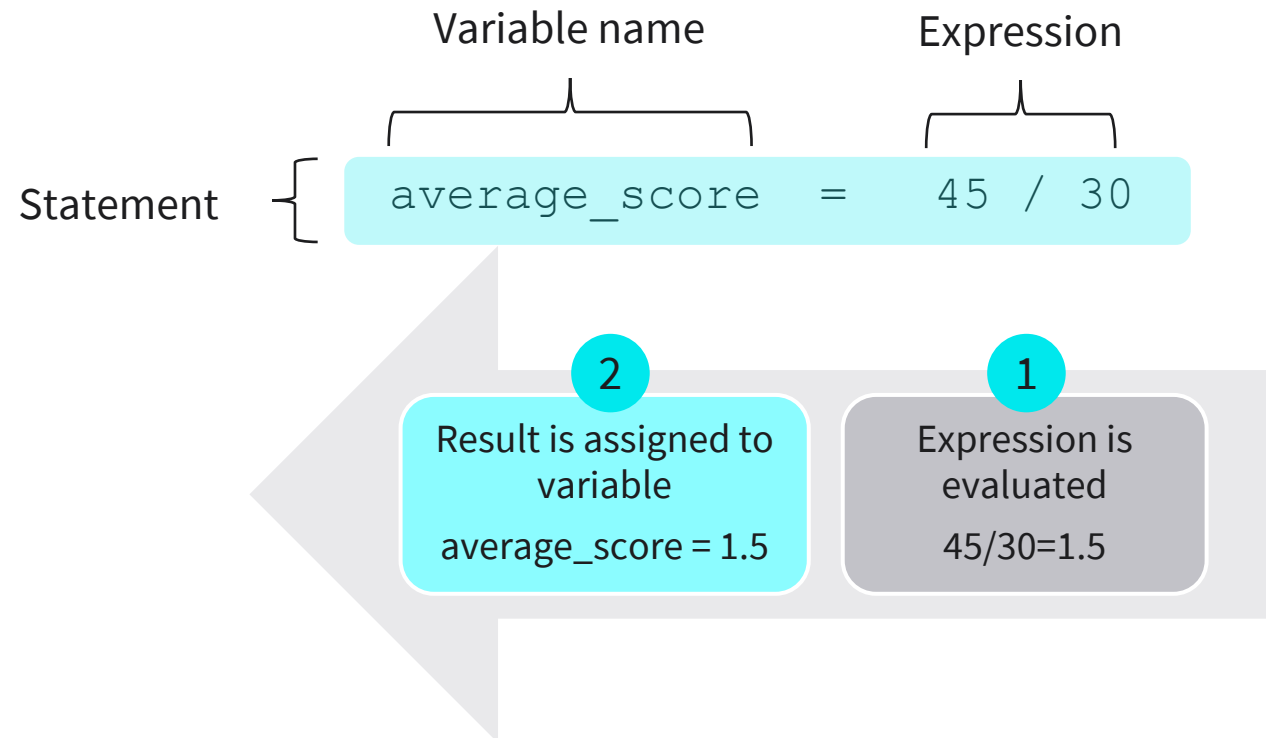 Variable name
Expression
Statement
average_score = 45 / 30
2
Result is assigned to
variable
average_score = 1.5
1
Expression is
evaluated
45/30=1.5